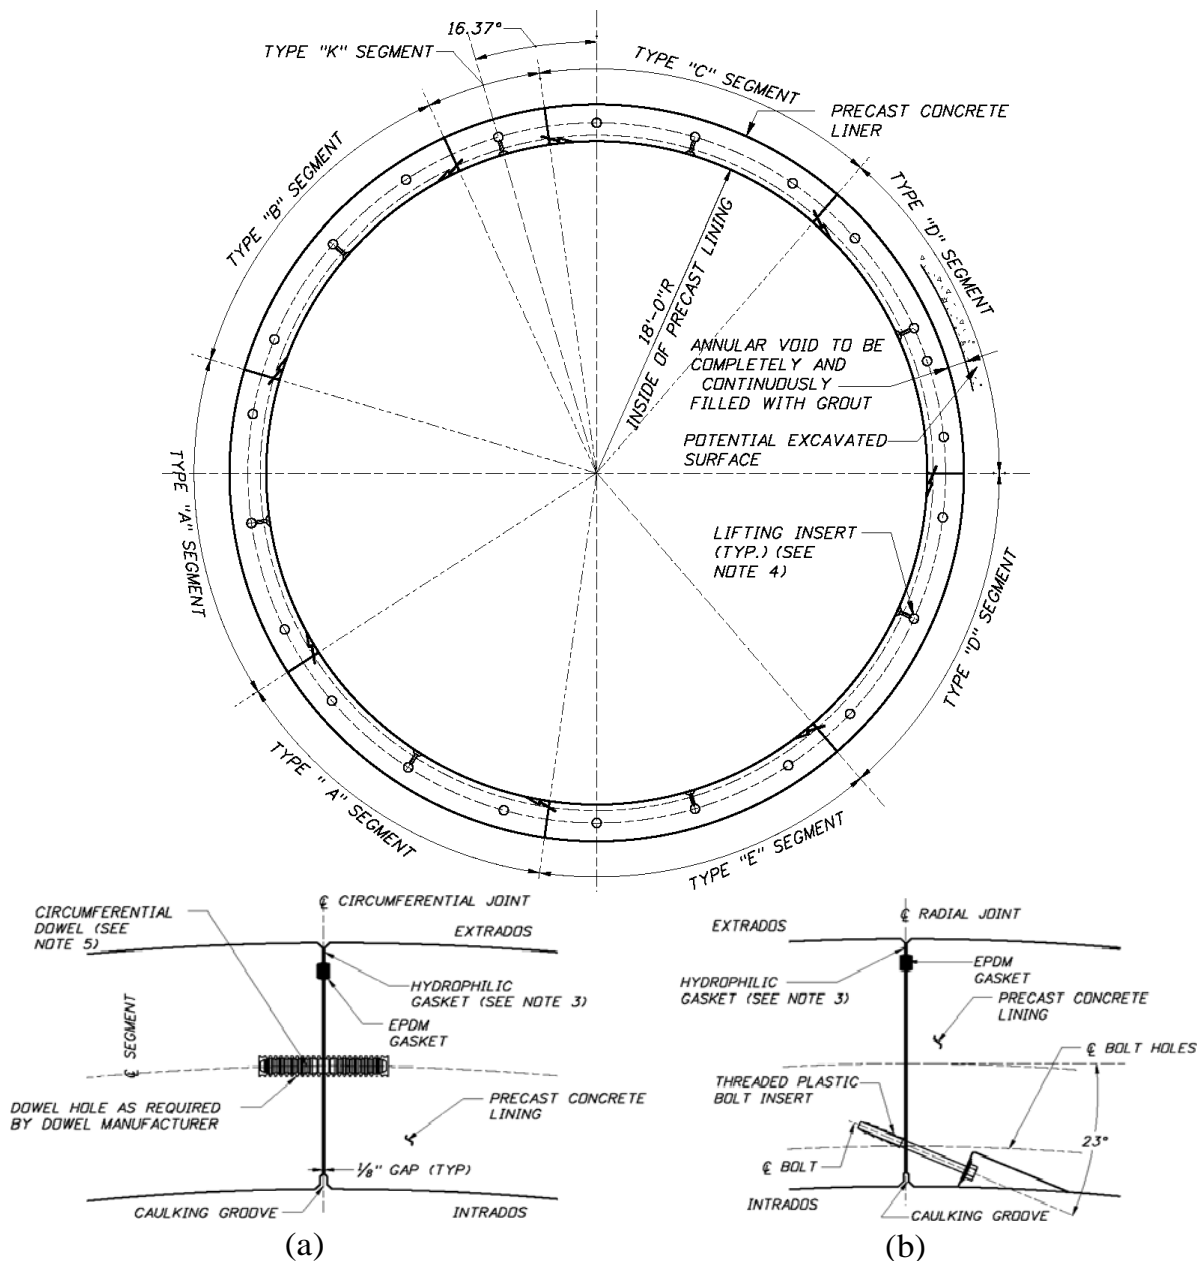 16.37°
TYPE "K" SEGMENT
TYPE "C" SEGMENT
PRECAST CONCRETE
LINER
TYPE "B" SEGMENT
TYPE "D" SEGMENT
18'-0"R
INSIDE OF PRECAST LINING
ANNULAR VOID TO BE
COMPLETELY AND
CONTINUOUSLY
FILLED WITH GROUT
POTENTIAL EXCAVATED
SURFACE
TYPE "A" SEGMENT
LIFTING INSERT
(TYP.) (SEE
NOTE 4)
TYPE "D" SEGMENT
TYPE " A" SEGMENT
TYPE "E" SEGMENT
℄ CIRCUMFERENTIAL JOINT
CIRCUMFERENTIAL
DOWEL (SEE
NOTE 5)
EXTRADOS
HYDROPHILIC
GASKET (SEE NOTE 3)
EPDM
GASKET
℄ SEGMENT
DOWEL HOLE AS REQUIRED
BY DOWEL MANUFACTURER
PRECAST CONCRETE
LINING
⅛" GAP (TYP)
CAULKING GROOVE
INTRADOS
(a)
℄ RADIAL JOINT
EXTRADOS
EPDM
GASKET
HYDROPHILIC
GASKET (SEE NOTE 3)
PRECAST CONCRETE
LINING
℄ BOLT HOLES
THREADED PLASTIC
BOLT INSERT
23°
℄ BOLT
INTRADOS
CAULKING GROOVE
(b)